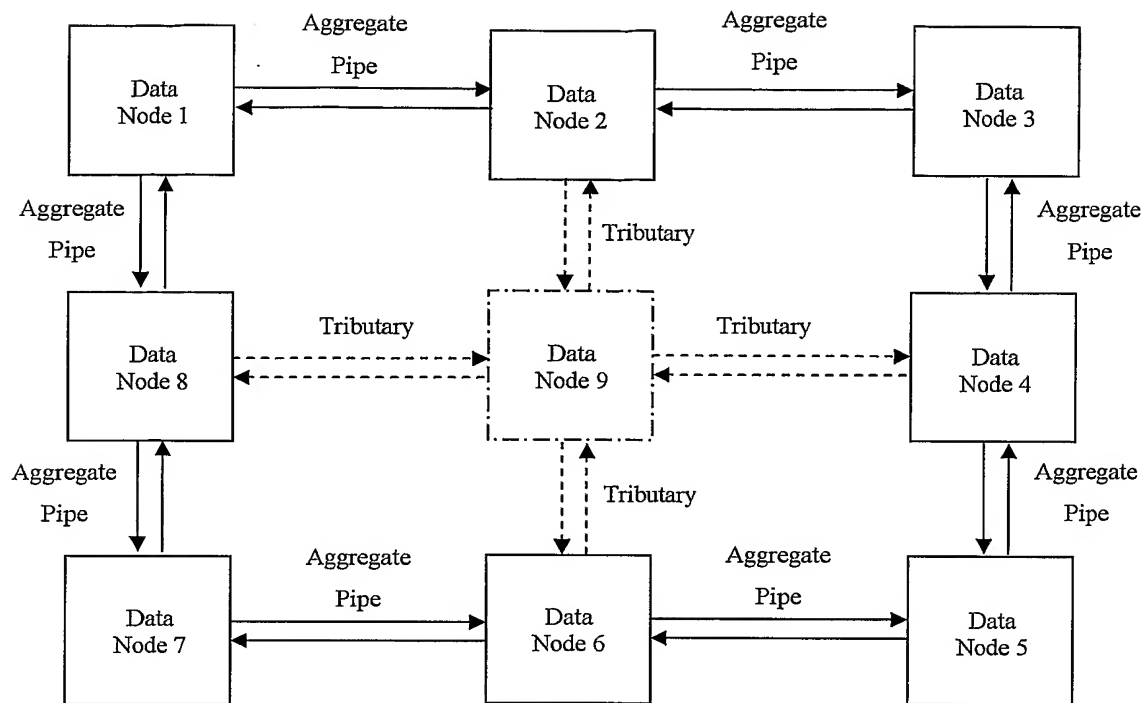 Aggregate
Pipe
Aggregate
Pipe
Data
Node 1
Data
Node 2
Data
Node 3
Aggregate
Pipe
Tributary
Aggregate
Pipe
Data
Node 8
Tributary
Data
Node 9
Tributary
Data
Node 4
Aggregate
Pipe
Tributary
Aggregate
Pipe
Data
Node 7
Aggregate
Pipe
Data
Node 6
Aggregate
Pipe
Data
Node 5